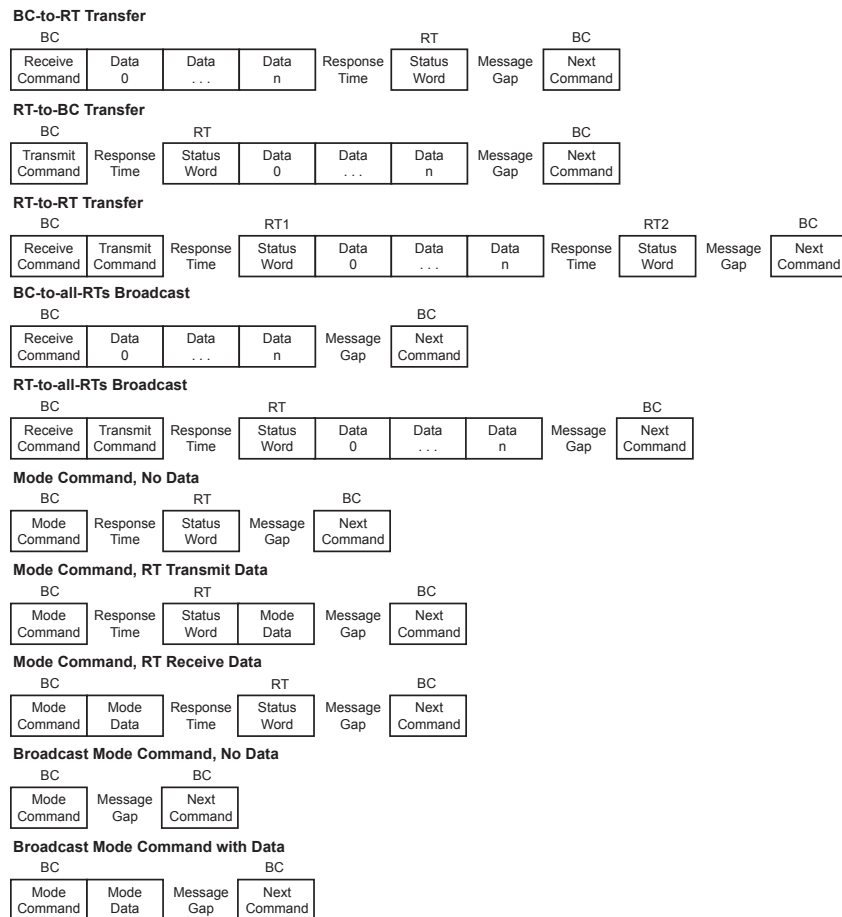 BC-to-RT Transfer
BC RT BC
Receive Data Data Data Response Status Message Next
Command 0 . . . n Time Word Gap Command
RT-to-BC Transfer
BC RT BC
Transmit Response Status Data Data Data Message Next
Command Time Word 0 . . . n Gap Command
RT-to-RT Transfer
BC RT1 RT2 BC
Receive Transmit Response Status Data Data Data Response Status Message Next
Command Command Time Word 0 . . . n Time Word Gap Command
BC-to-all-RTs Broadcast
BC BC
Receive Data Data Data Message Next
Command 0 . . . n Gap Command
RT-to-all-RTs Broadcast
BC RT BC
Receive Transmit Response Status Data Data Data Message Next
Command Command Time Word 0 . . . n Gap Command
Mode Command, No Data
BC RT BC
Mode Response Status Message Next
Command Time Word Gap Command
Mode Command, RT Transmit Data
BC RT BC
Mode Response Status Mode Message Next
Command Time Word Data Gap Command
Mode Command, RT Receive Data
BC RT BC
Mode Mode Response Status Message Next
Command Data Time Word Gap Command
Broadcast Mode Command, No Data
BC BC
Mode Message Next
Command Gap Command
Broadcast Mode Command with Data
BC BC
Mode Mode Message Next
Command Data Gap Command